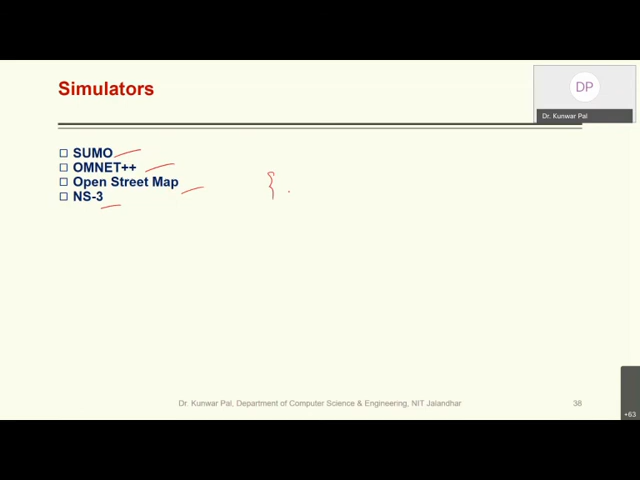 Simulators
DP
Dr. Kunwar Pal
SUMO
OMNET++
Open Street Map
NS-3
Dr. Kunwar Pal, Department of Computer Science & Engineering, NIT Jalandhar
38
+63